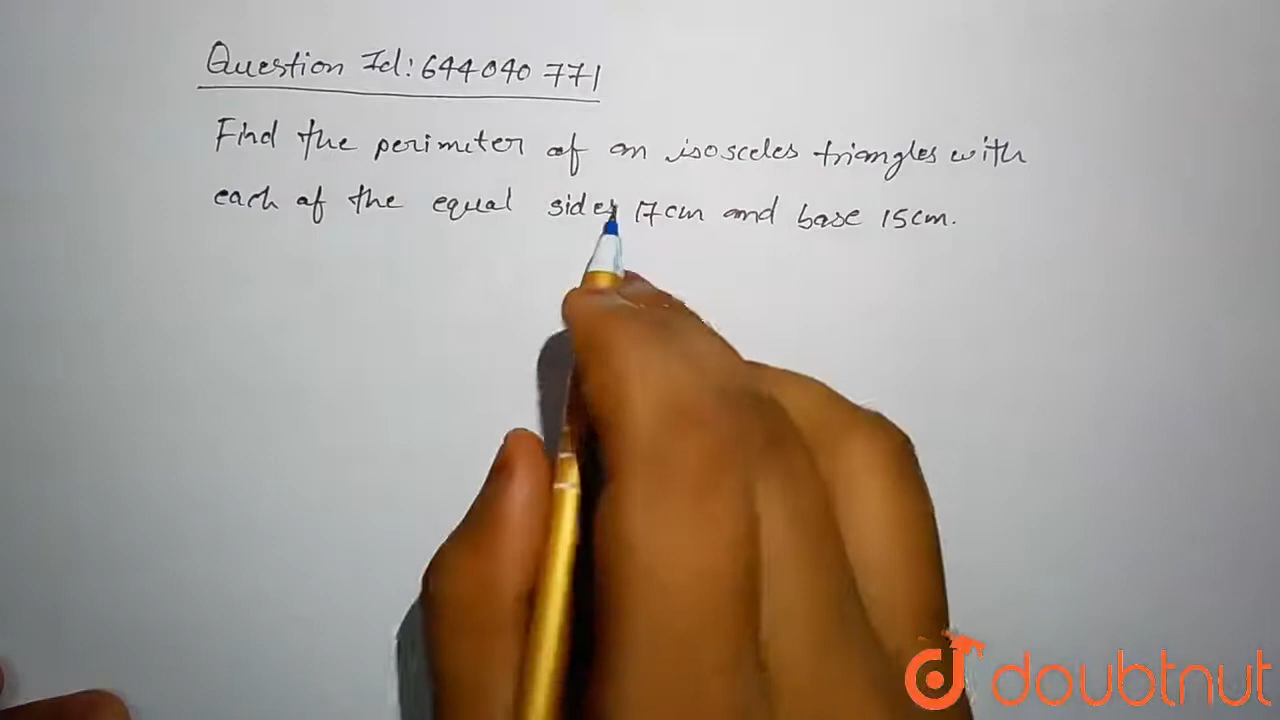 Question Id: 644040771
Find the perimeter of an isosceles triangles with
each of the equal sides 17cm and base 15cm.
doubtnut